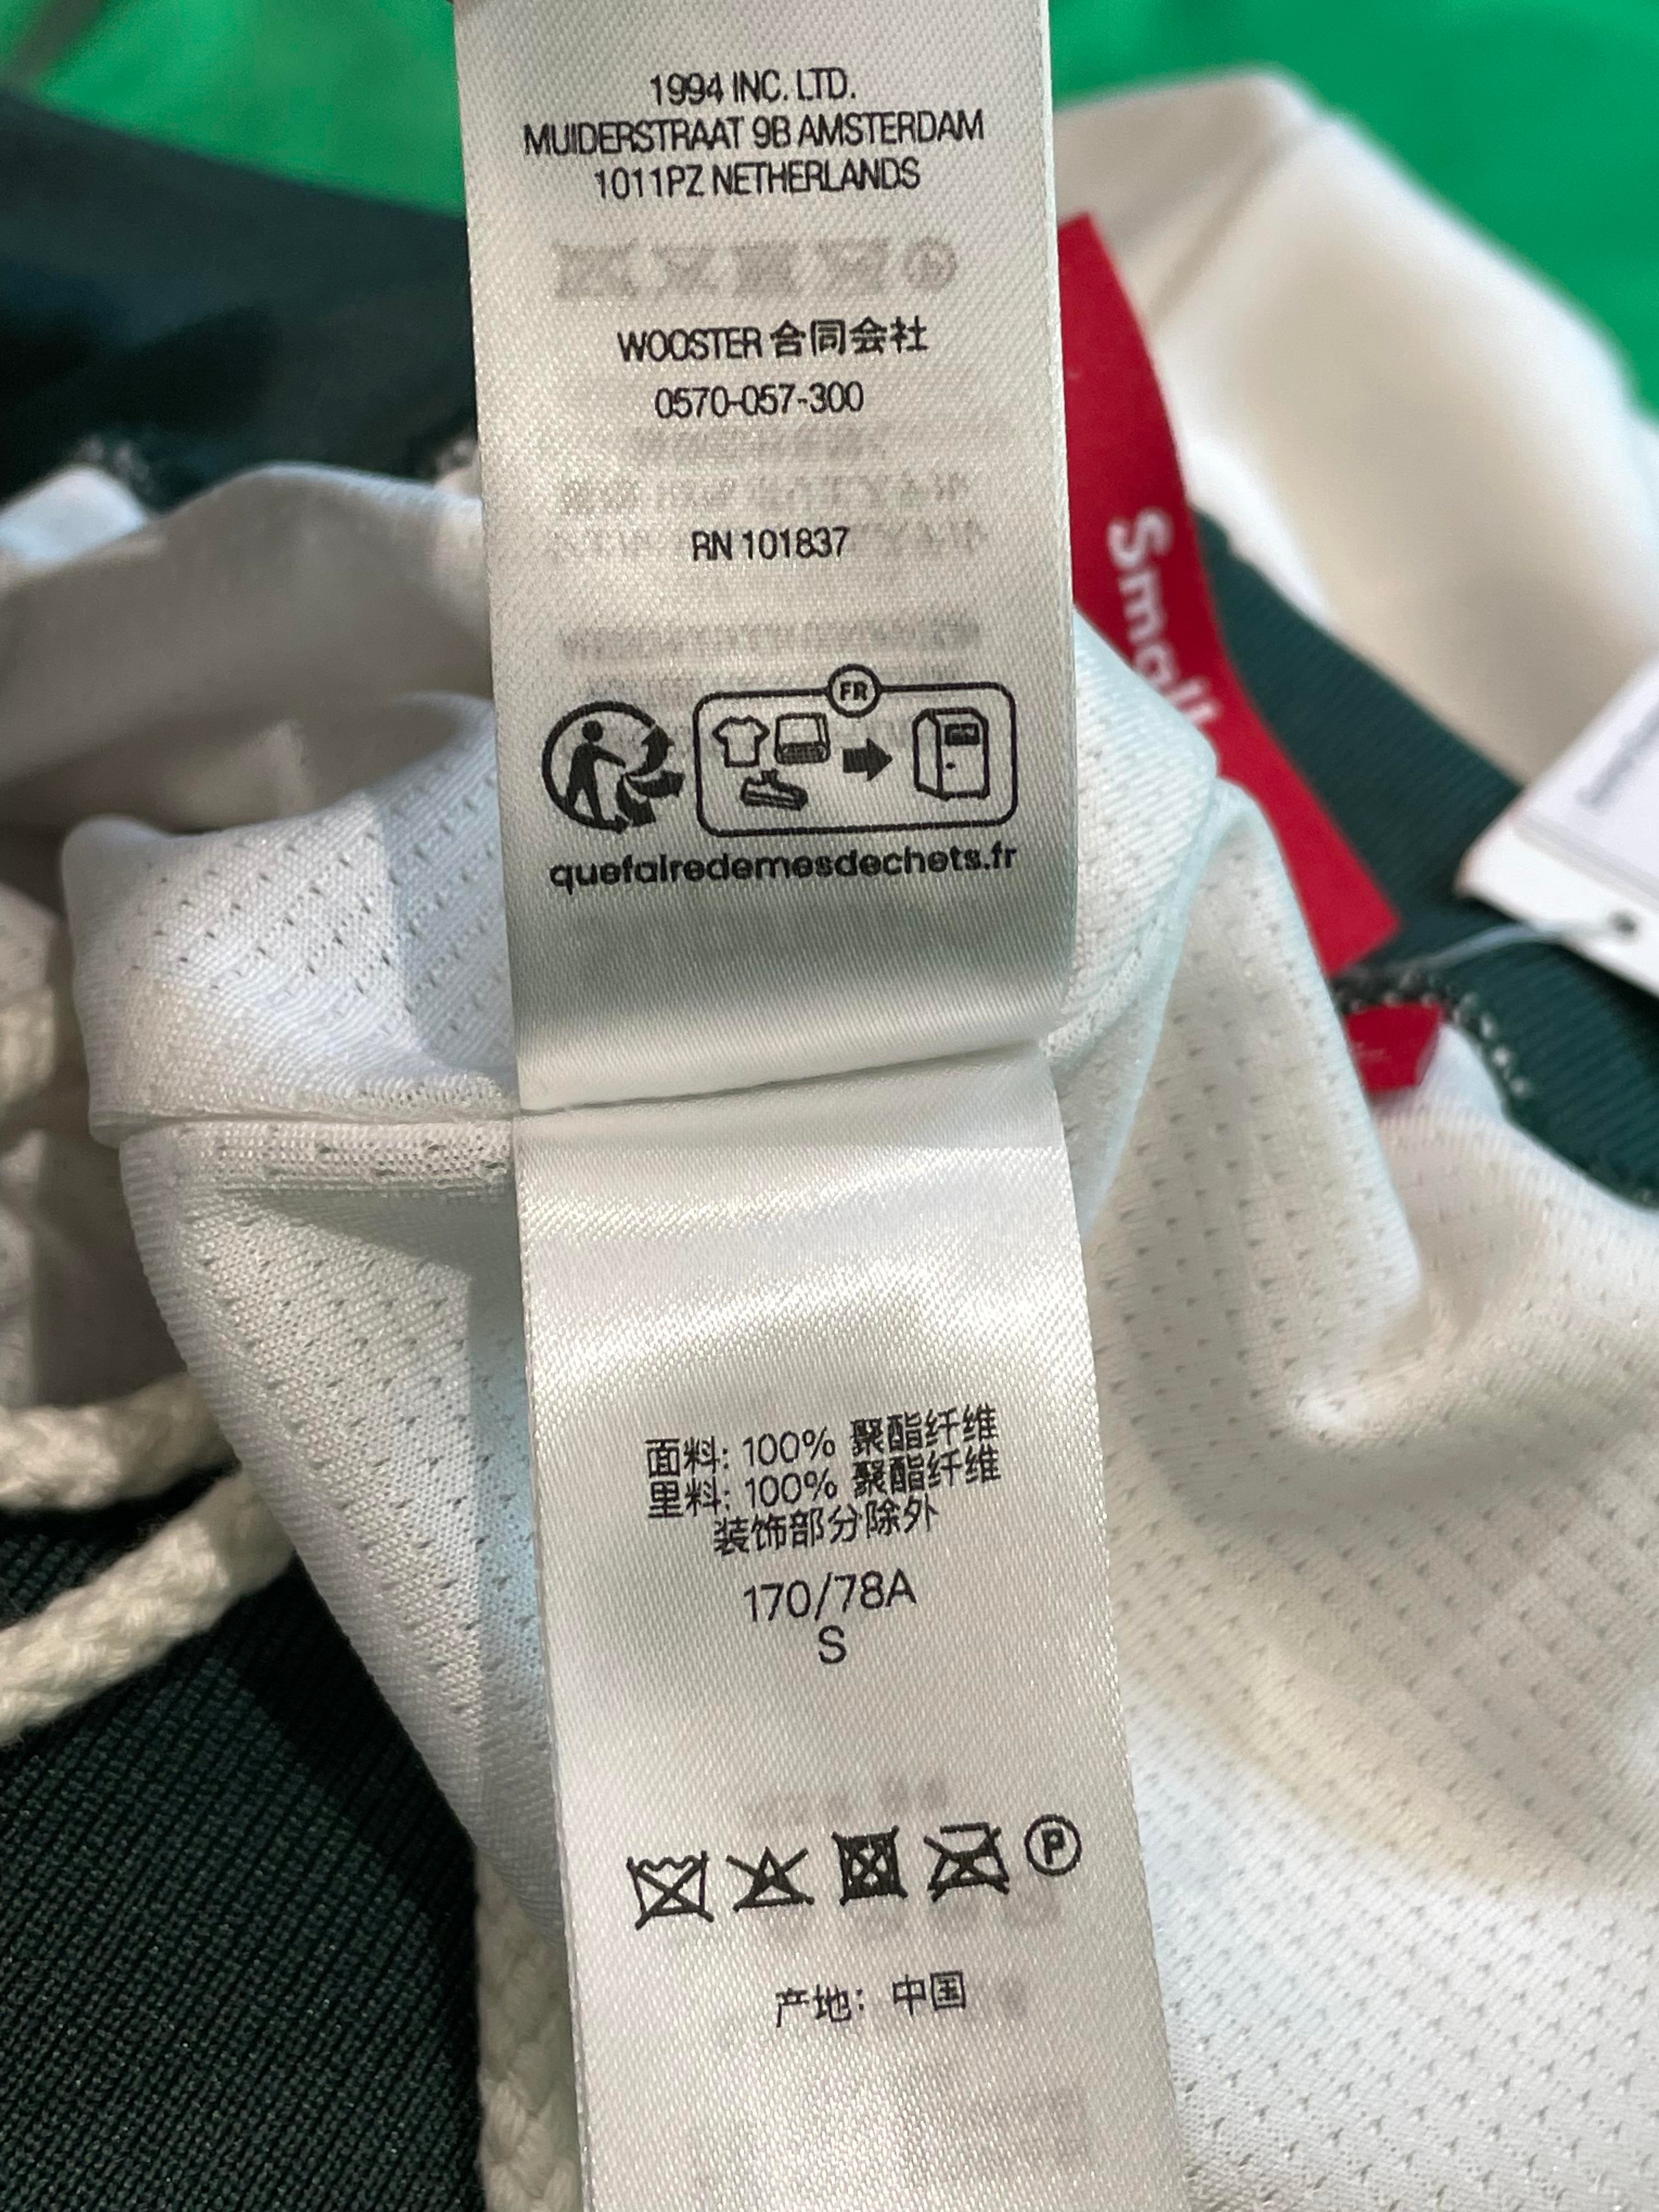 1994 INC. LTD.
MUIDERSTRAAT 9B AMSTERDAM
1011PZ NETHERLANDS
WOOSTER 合同会社
0570-057-300
RN 101837
FR
quefairedemesdechets.fr
Small
面料: 100% 聚酯纤维
里料: 100% 聚酯纤维
装饰部分除外
170/78A
S
P
产地: 中国